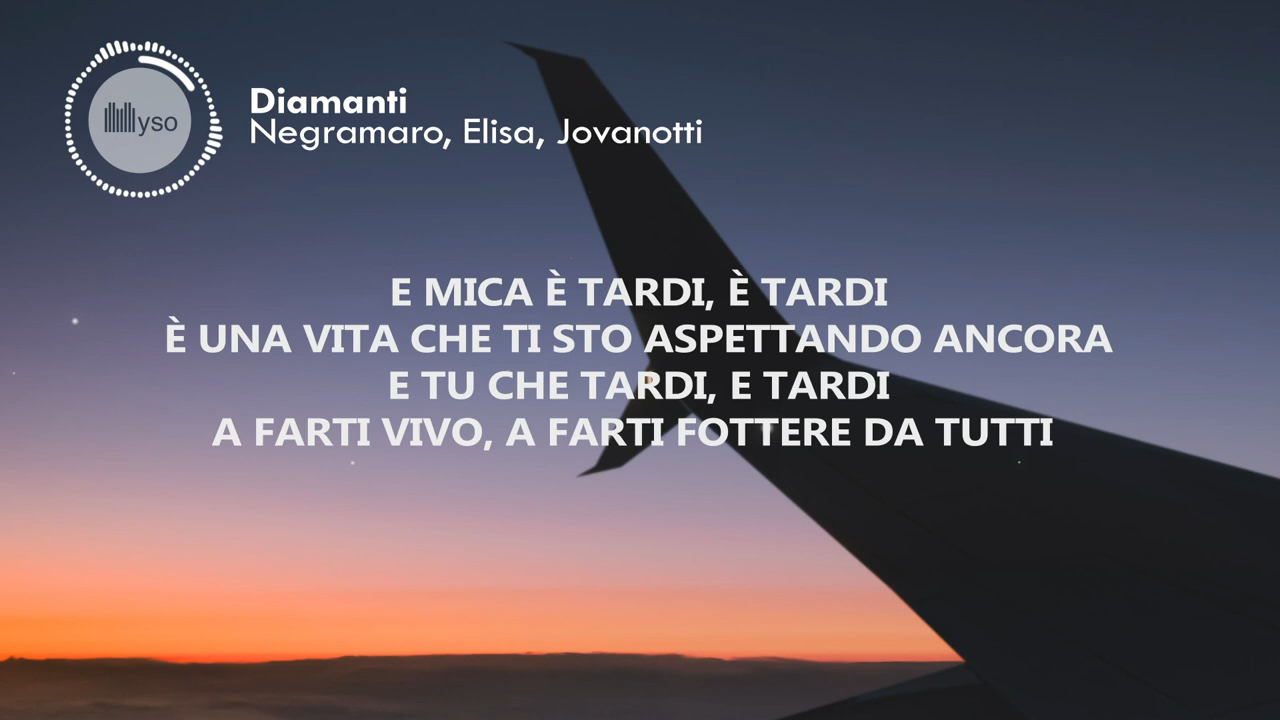 yso
Diamanti
Negramaro, Elisa, Jovanotti
E MICA È TARDI, È TARDI
È UNA VITA CHE TI STO ASPETTANDO ANCORA
E TU CHE TARDI, E TARDI
A FARTI VIVO, A FARTI FOTTERE DA TUTTI